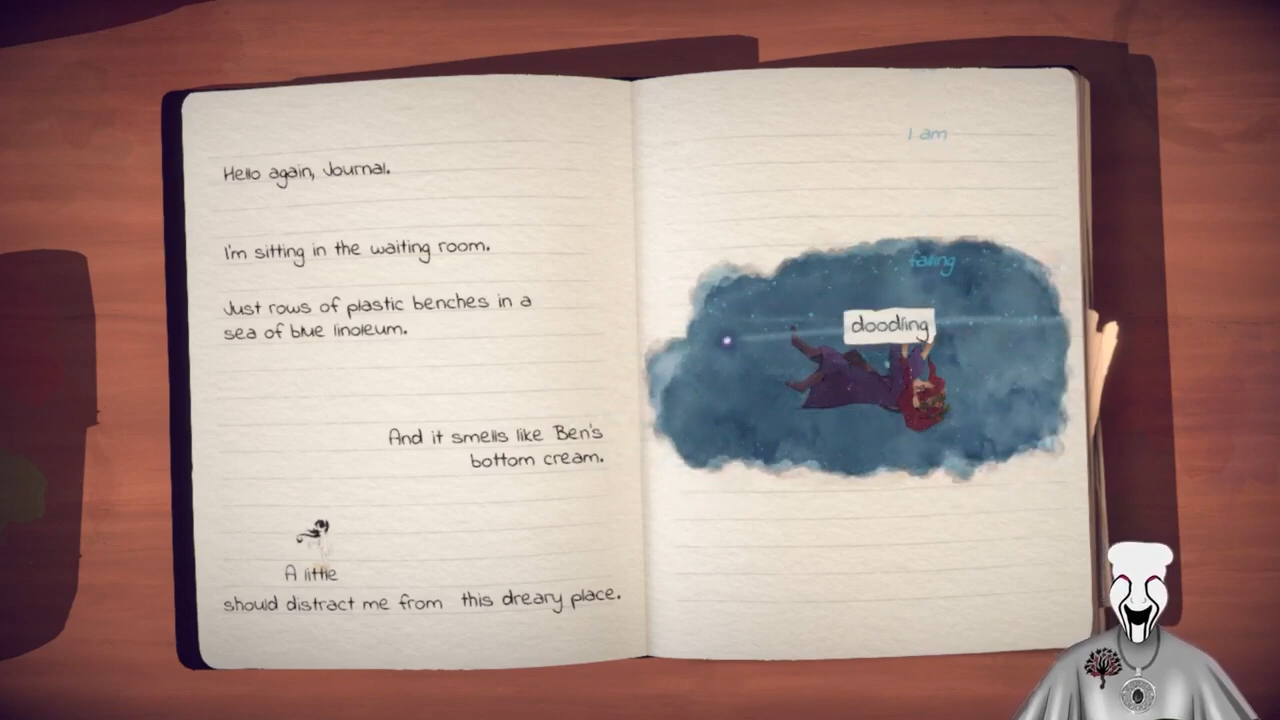 Hello again, Journal.
I'm sitting in the waiting room.
Just rows of plastic benches in a
sea of blue linoleum.
And it smells like Ben's
bottom cream.
A little
should distract me from this dreary place.
I am
falling
doodling